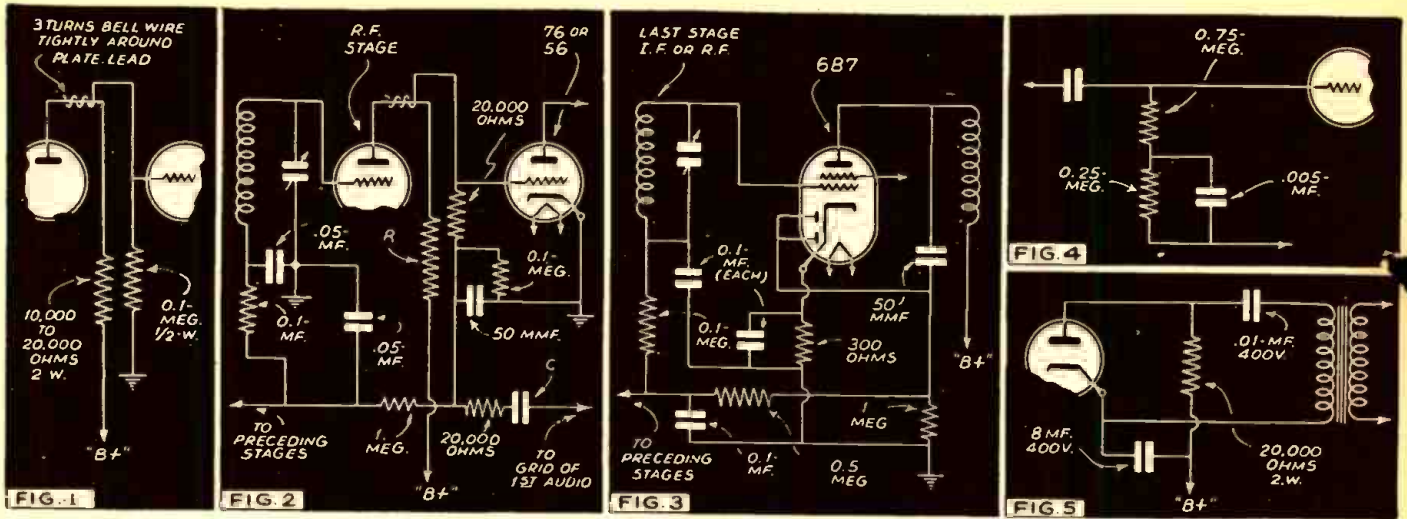 3 TURNS BELL WIRE
TIGHTLY AROUND
PLATE LEAD
10,000
TO
20,000
OHMS
2 W.
0.1-
MEG.
1/2-W.
"B+"
FIG. 1
R.F.
STAGE
76 OR
56
20,000
OHMS
.05-
MF.
R
0.1-
MEG.
0.1-
MF.
.05-
MF.
50 MMF.
C
TO
PRECEDING
STAGES
1.
MEG.
20,000
OHMS
TO
GRID OF
1ST AUDIO
"B+"
FIG. 2
LAST STAGE
I.F. OR R.F.
6B7
0.1-
MF.
(EACH)
0.1-
MEG.
50
MMF
300
OHMS
"B+"
1
MEG
TO
PRECEDING
STAGES
0.1-
MF.
0.5
MEG
FIG. 3
0.75-
MEG.
0.25-
MEG.
.005-
MF.
FIG. 4
.01-MF.
400V.
8 MF.
400V.
20,000
OHMS
2.W.
"B+"
FIG. 5